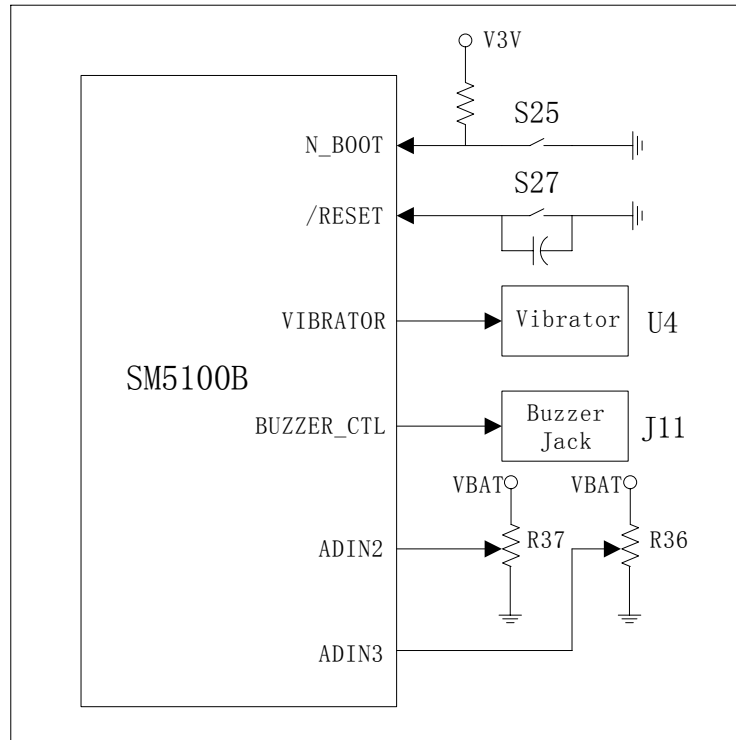 V3V
S25
N_BOOT
S27
/RESET
VIBRATOR
Vibrator
U4
SM5100B
BUZZER_CTL
Buzzer
Jack
J11
VBAT
VBAT
ADIN2
R37
R36
ADIN3